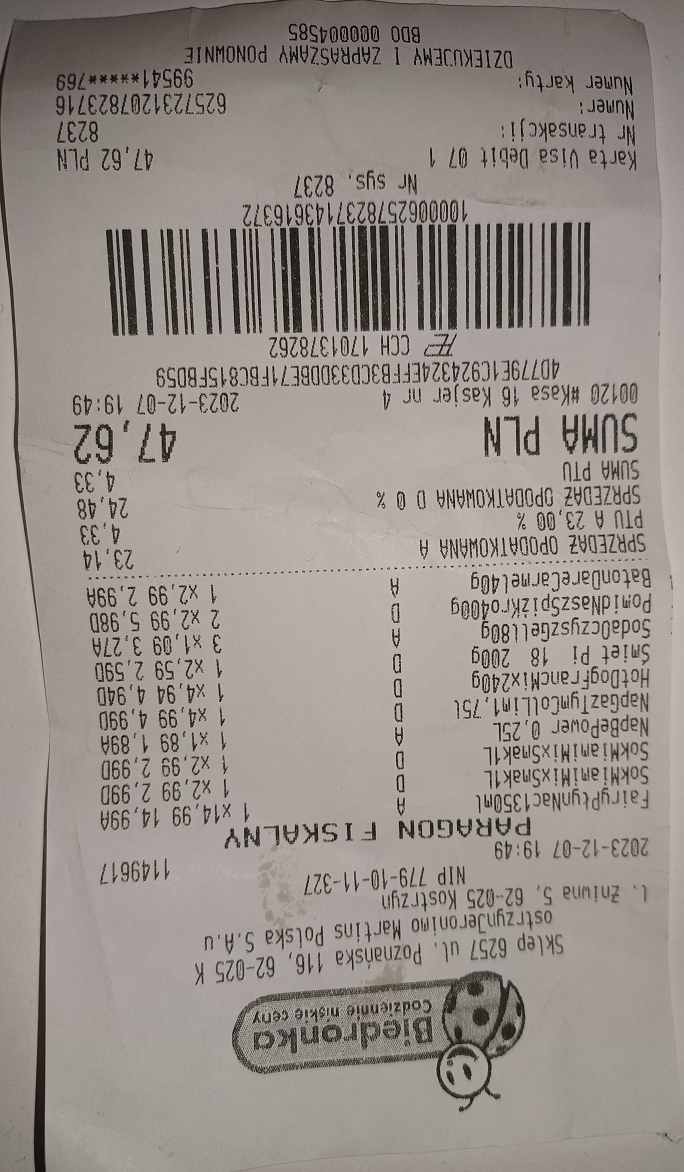 Biedronka
Codziennie niskie ceny
Sklep 6257 ul. Poznańska 116, 62-025 K
ostrzynJeronimo Martins Polska S.A.u
l. Żniwna 5, 62-025 Kostrzyn
NIP 779-10-11-327
2023-12-07 19:49 1149617
PARAGON FISKALNY
FairyPłynNac1350ml A 1 x14,99 14,99A
SokMiamiMixSmak1L D 1 x2,99 2,99D
SokMiamiMixSmak1L D 1 x2,99 2,99D
NapBePower 0,25L A 1 x1,89 1,89A
NapGazTymColLim1,75l D 1 x4,99 4,99D
HotDogFrancMix240g D 1 x4,94 4,94D
Śmiet Pi 18 200g D 1 x2,59 2,59D
SodaOczyszGell80g A 3 x1,09 3,27A
PomidNaszSpiżKro400g D 2 x2,99 5,98D
BatonDareCarmel40g A 1 x2,99 2,99A
SPRZEDAŻ OPODATKOWANA A 23,14
PTU A 23,00 % 4,33
SPRZEDAŻ OPODATKOWANA D 0 % 24,48
SUMA PTU 4,33
SUMA PLN 47,62
00120 #Kasa 16 Kasjer nr 4 2023-12-07 19:49
4D779E1C924324EFFB3CD33DDBE71FBC815FBD59
CCH 1701378262
1000062578237143616372
Nr sys. 8237
Karta Visa Debit 07 1 47,62 PLN
Nr transakcji: 8237
Numer: 6257231207823716
Numer karty: 99541******769
DZIEKUJEMY I ZAPRASZAMY PONOWNIE
BDO 000004585